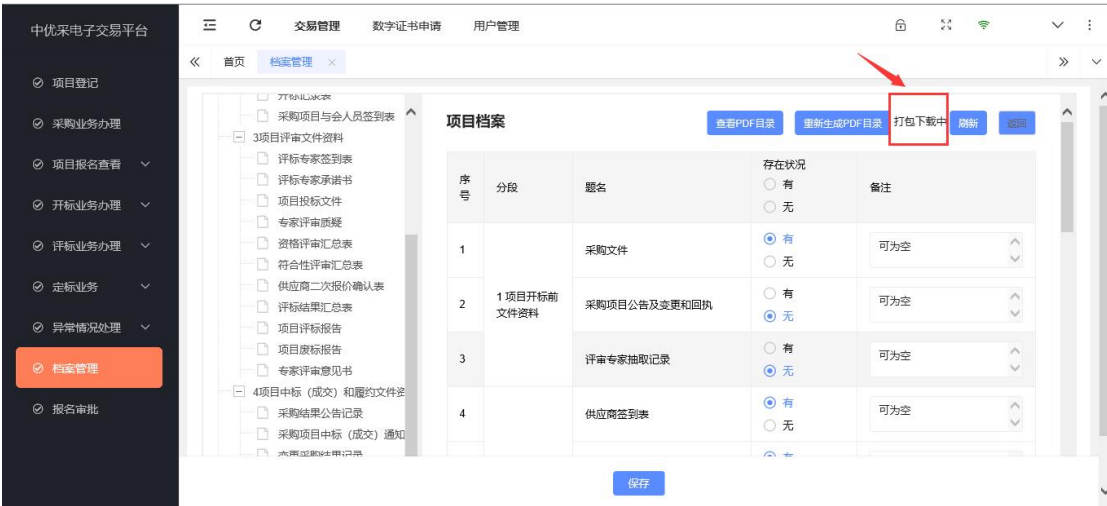 中优采电子交易平台
交易管理 数字证书申请 用户管理
首页 档案管理 ×
项目登记
采购业务办理
项目报名查看
开标业务办理
评标业务办理
定标业务
异常情况处理
档案管理
报名审批
开标记录表
采购项目与会人员签到表
3项目评审文件资料
评标专家签到表
评标专家承诺书
项目投标文件
专家评审质疑
资格评审汇总表
符合性评审汇总表
供应商二次报价确认表
评标结果汇总表
项目评标报告
项目废标报告
专家评审意见书
4项目中标（成交）和履约文件资
采购结果公告记录
采购项目中标（成交）通知
变更采购结果记录
项目档案
查看PDF目录 重新生成PDF目录 打包下载中 刷新 返回
序号 分段 题名 存在状况 有 无 备注
1 采购文件 有 无 可为空
1 项目开标前文件资料
2 采购项目公告及变更和回执 有 无 可为空
3 评审专家抽取记录 有 无 可为空
4 供应商签到表 有 无 可为空
有
保存